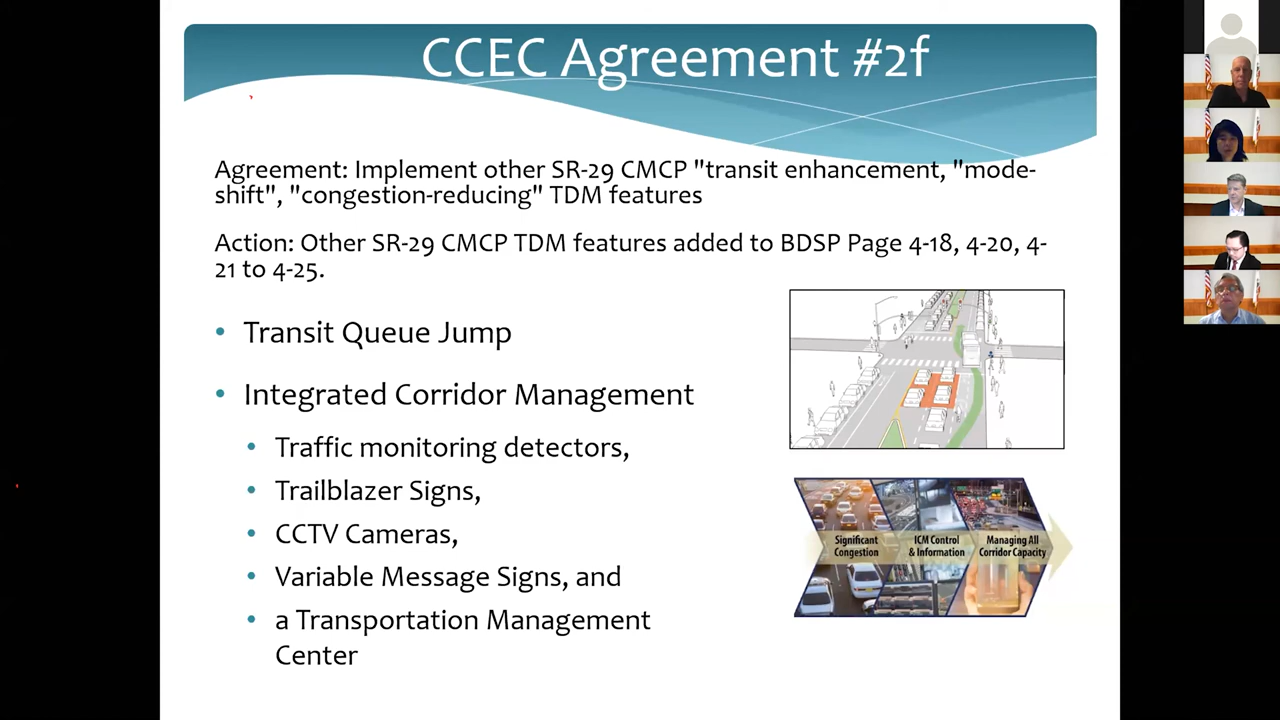 CCEC Agreement #2f
Agreement: Implement other SR-29 CMCP "transit enhancement, "mode-
shift", "congestion-reducing" TDM features
Action: Other SR-29 CMCP TDM features added to BDSP Page 4-18, 4-20, 4-
21 to 4-25.
• Transit Queue Jump
• Integrated Corridor Management
• Traffic monitoring detectors,
• Trailblazer Signs,
• CCTV Cameras,
• Variable Message Signs, and
• a Transportation Management
Center
Significant
Congestion
ICM Control
& Information
Managing All
Corridor Capacity